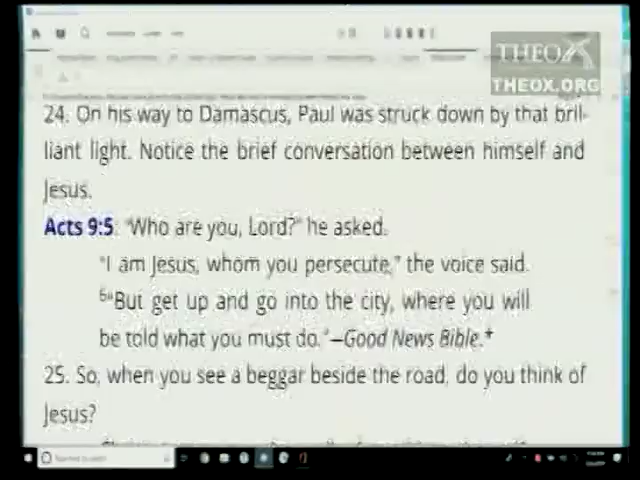 THEOX
THEOX.ORG
24. On his way to Damascus, Paul was struck down by that bril-
liant light. Notice the brief conversation between himself and
Jesus.
Acts 9:5: "Who are you, Lord?" he asked.
"I am Jesus, whom you persecute," the voice said.
6"But get up and go into the city, where you will
be told what you must do."—Good News Bible.*
25. So, when you see a beggar beside the road, do you think of
Jesus?